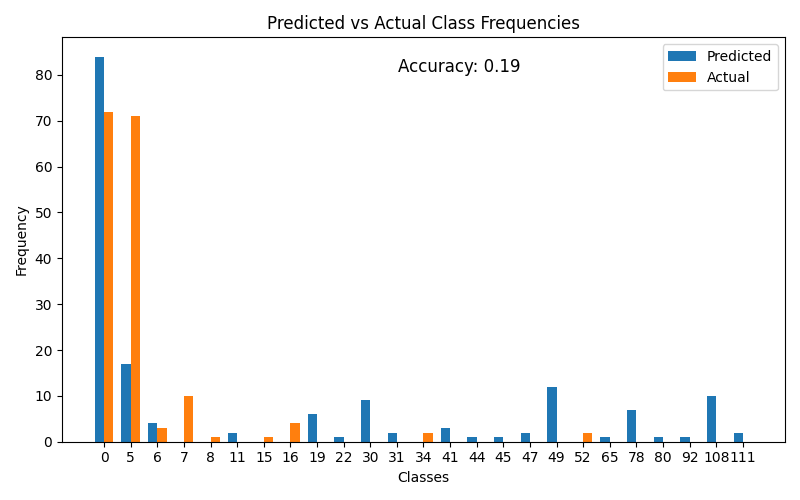 Predicted vs Actual Class Frequencies
Accuracy: 0.19
Predicted
Actual
Frequency
80
70
60
50
40
30
20
10
0
0 5 6 7 8 11 15 16 19 22 30 31 34 41 44 45 47 49 52 65 78 80 92 108 111
Classes